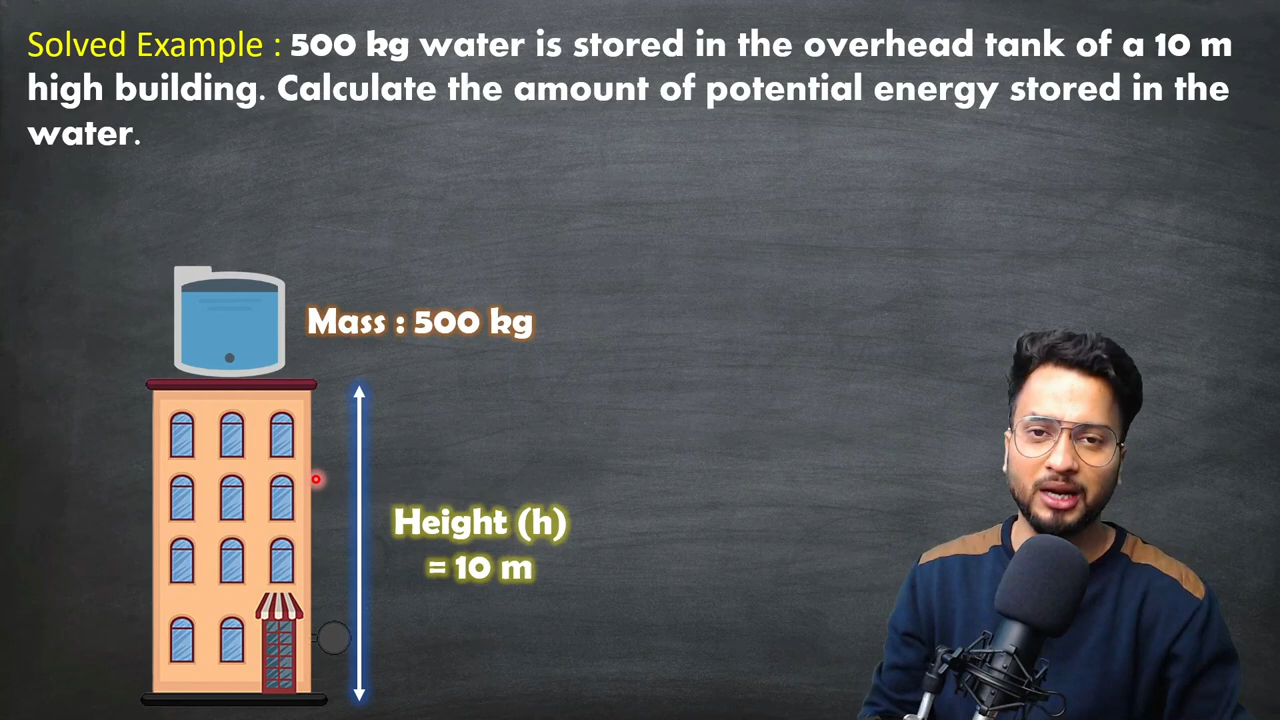 Solved Example : 500 kg water is stored in the overhead tank of a 10 m
high building. Calculate the amount of potential energy stored in the
water.
Mass : 500 kg
Height (h)
= 10 m